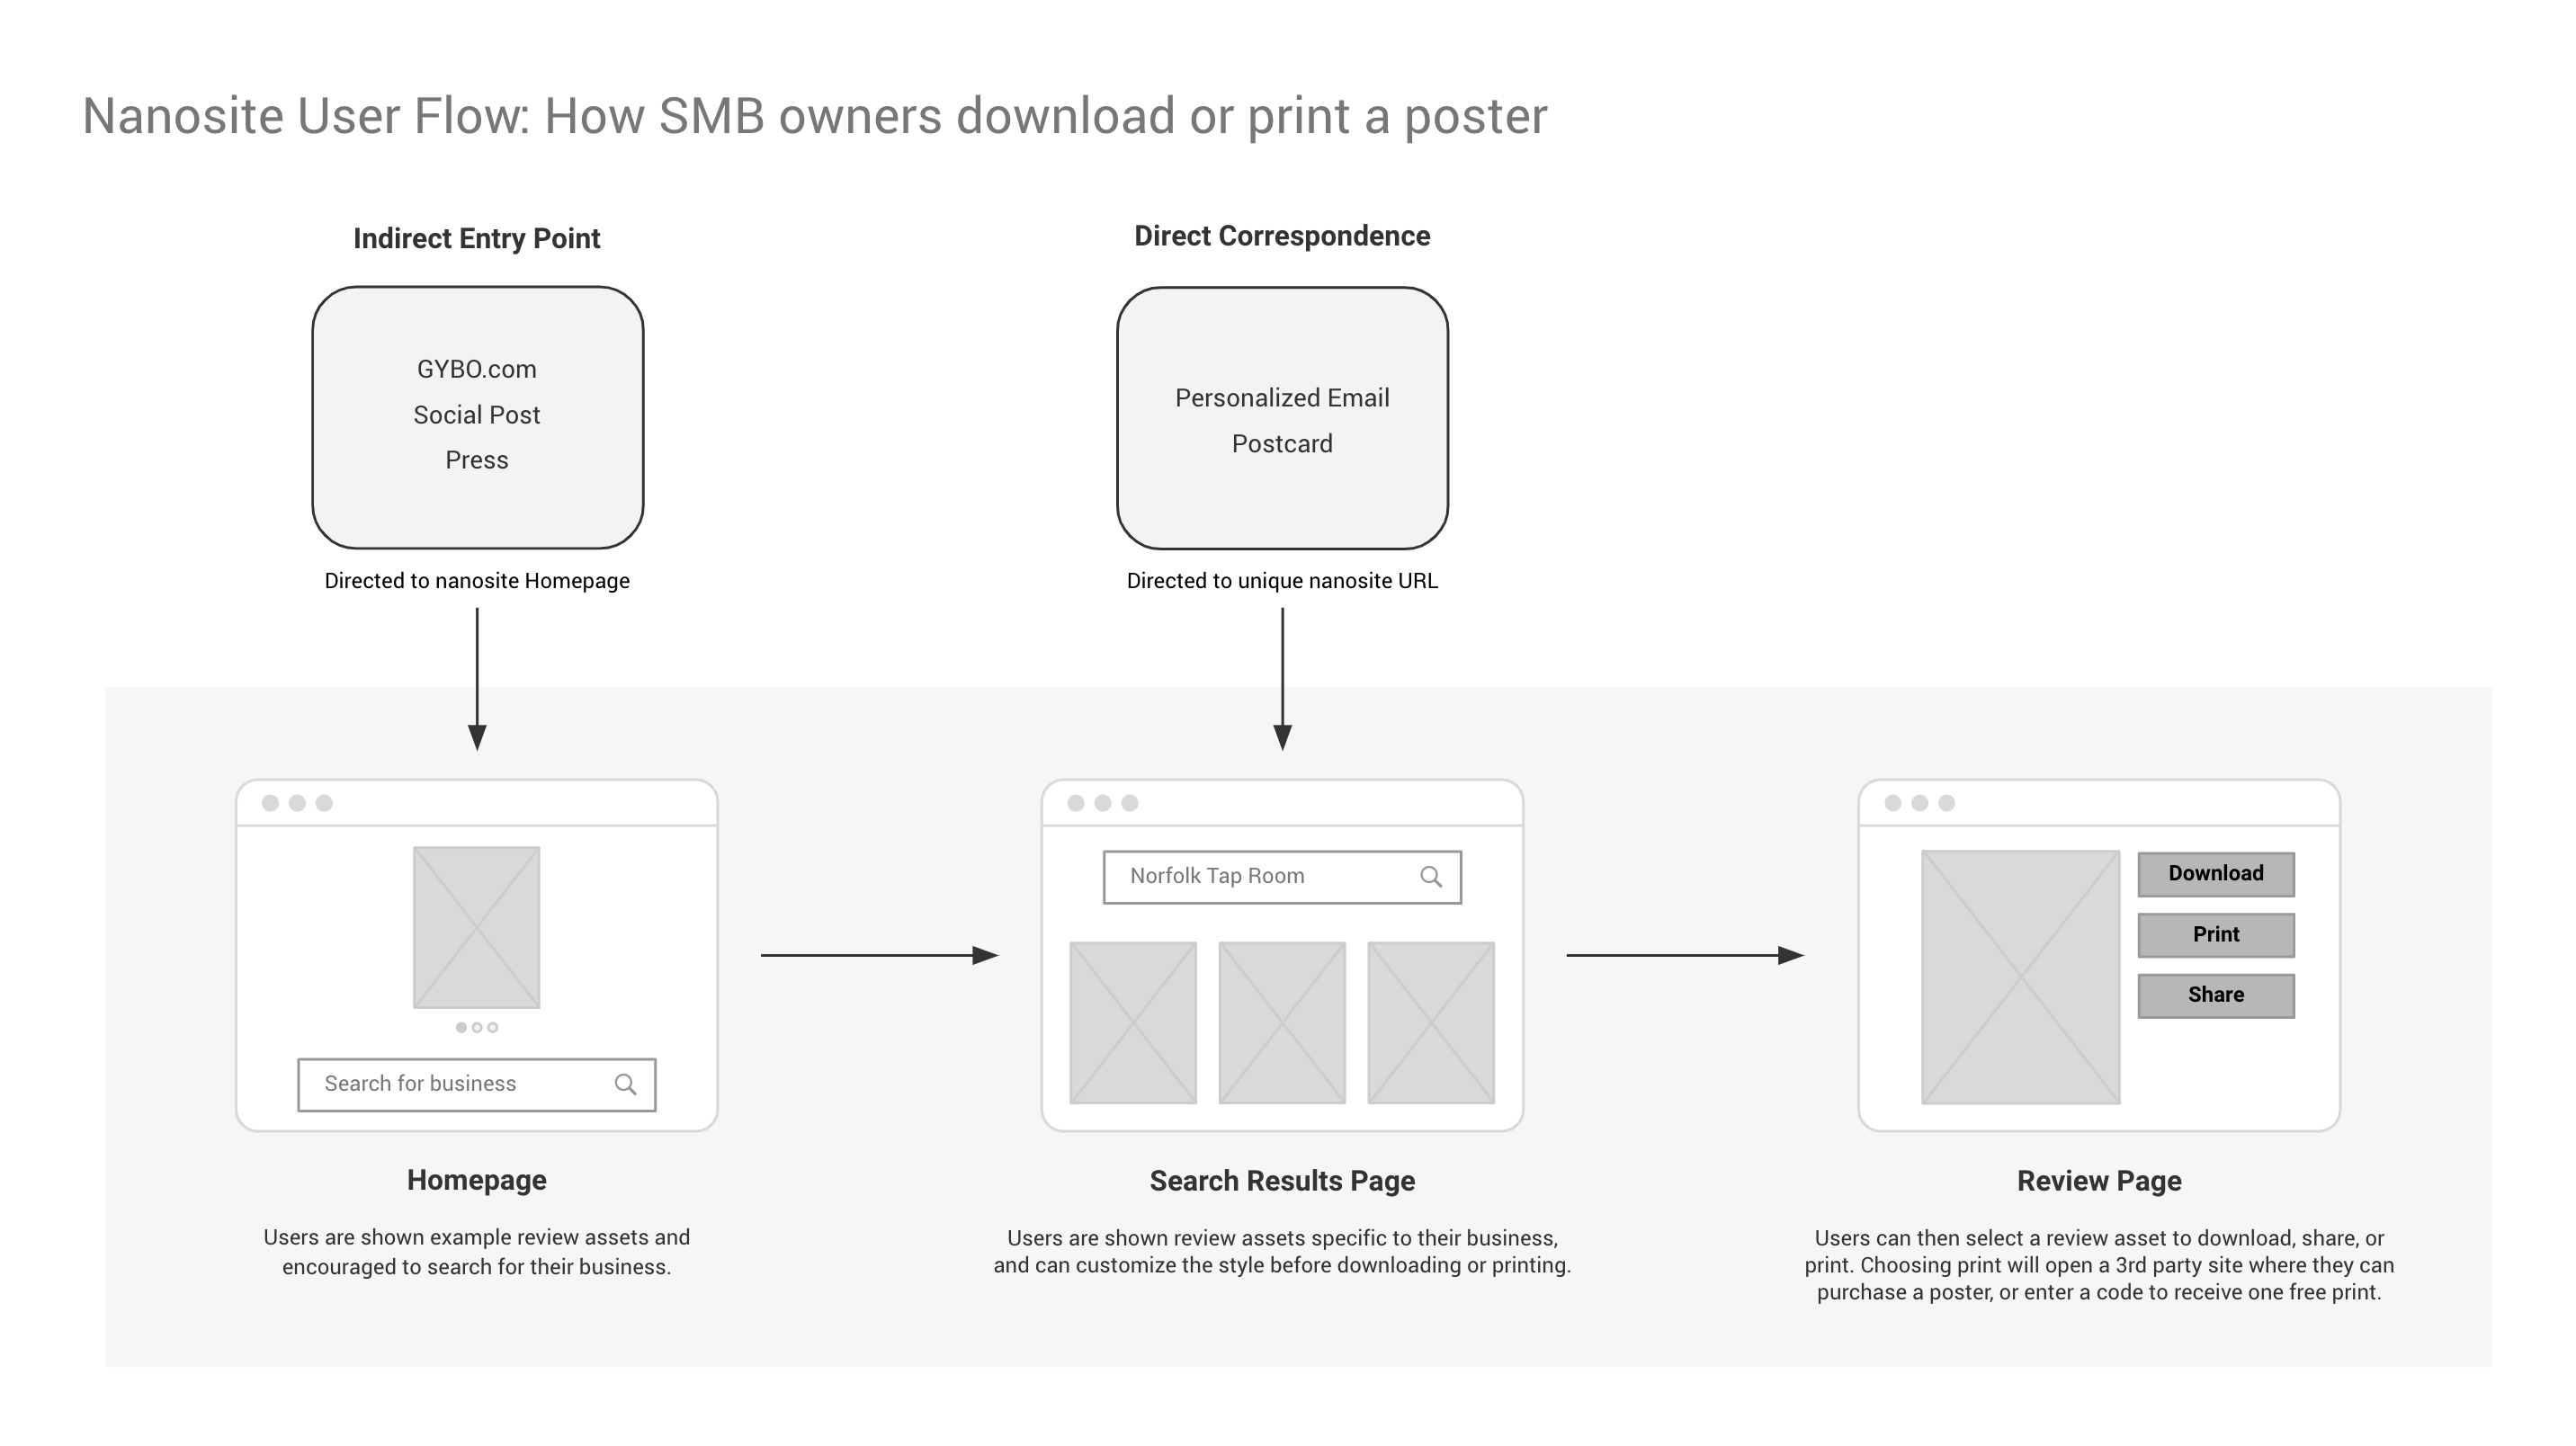 Nanosite User Flow: How SMB owners download or print a poster
Indirect Entry Point
GYBO.com
Social Post
Press
Directed to nanosite Homepage
Direct Correspondence
Personalized Email
Postcard
Directed to unique nanosite URL
Search for business
Homepage
Users are shown example review assets and
encouraged to search for their business.
Norfolk Tap Room
Search Results Page
Users are shown review assets specific to their business,
and can customize the style before downloading or printing.
Download
Print
Share
Review Page
Users can then select a review asset to download, share, or
print. Choosing print will open a 3rd party site where they can
purchase a poster, or enter a code to receive one free print.